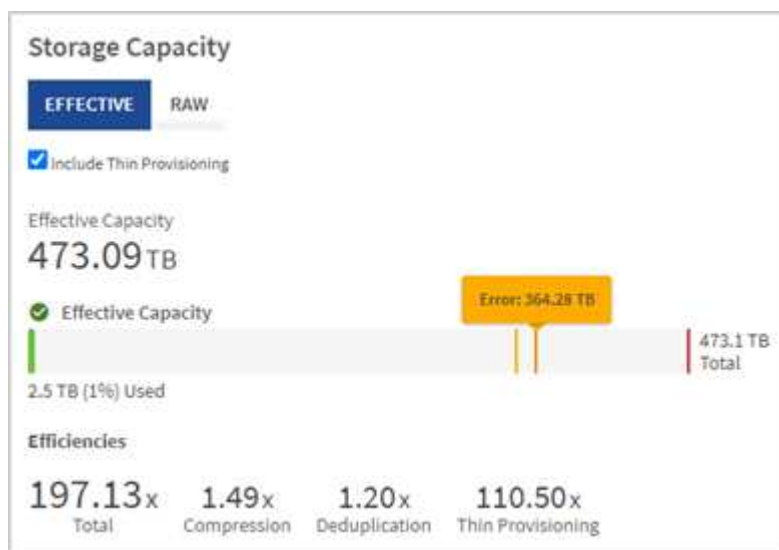 Storage Capacity
EFFECTIVE RAW
Include Thin Provisioning
Effective Capacity
473.09 TB
Effective Capacity
Error: 364.28 TB
473.1 TB
Total
2.5 TB (1%) Used
Efficiencies
197.13x 1.49x 1.20x 110.50x
Total Compression Deduplication Thin Provisioning